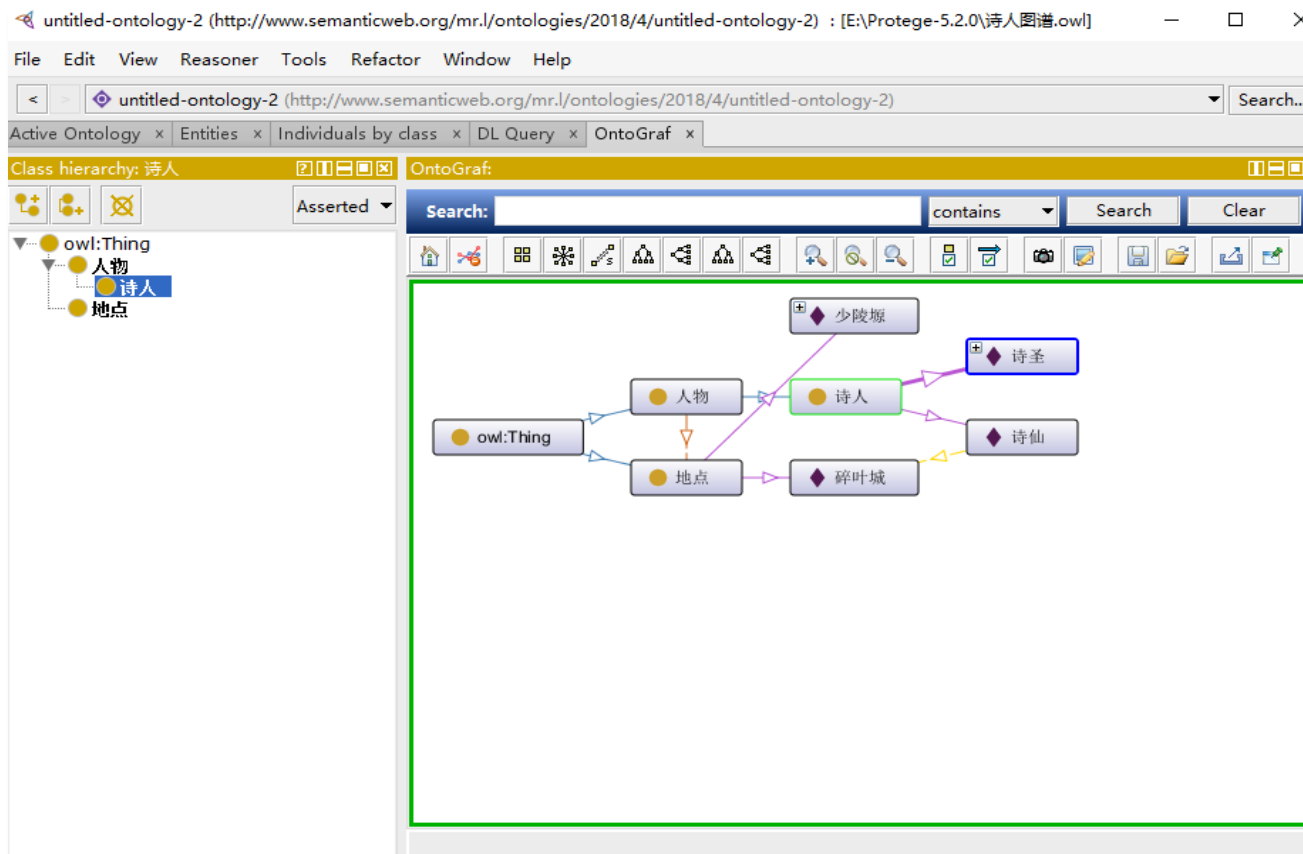 untitled-ontology-2 (http://www.semanticweb.org/mr.l/ontologies/2018/4/untitled-ontology-2) : [E:\Protege-5.2.0\诗人图谱.owl]
File Edit View Reasoner Tools Refactor Window Help
< > untitled-ontology-2 (http://www.semanticweb.org/mr.l/ontologies/2018/4/untitled-ontology-2) Search...
Active Ontology × Entities × Individuals by class × DL Query × OntoGraf ×
Class hierarchy: 诗人
OntoGraf:
Asserted
Search: contains Search Clear
owl:Thing
人物
诗人
地点
少陵塬
诗圣
人物 诗人
owl:Thing 诗仙
地点 碎叶城